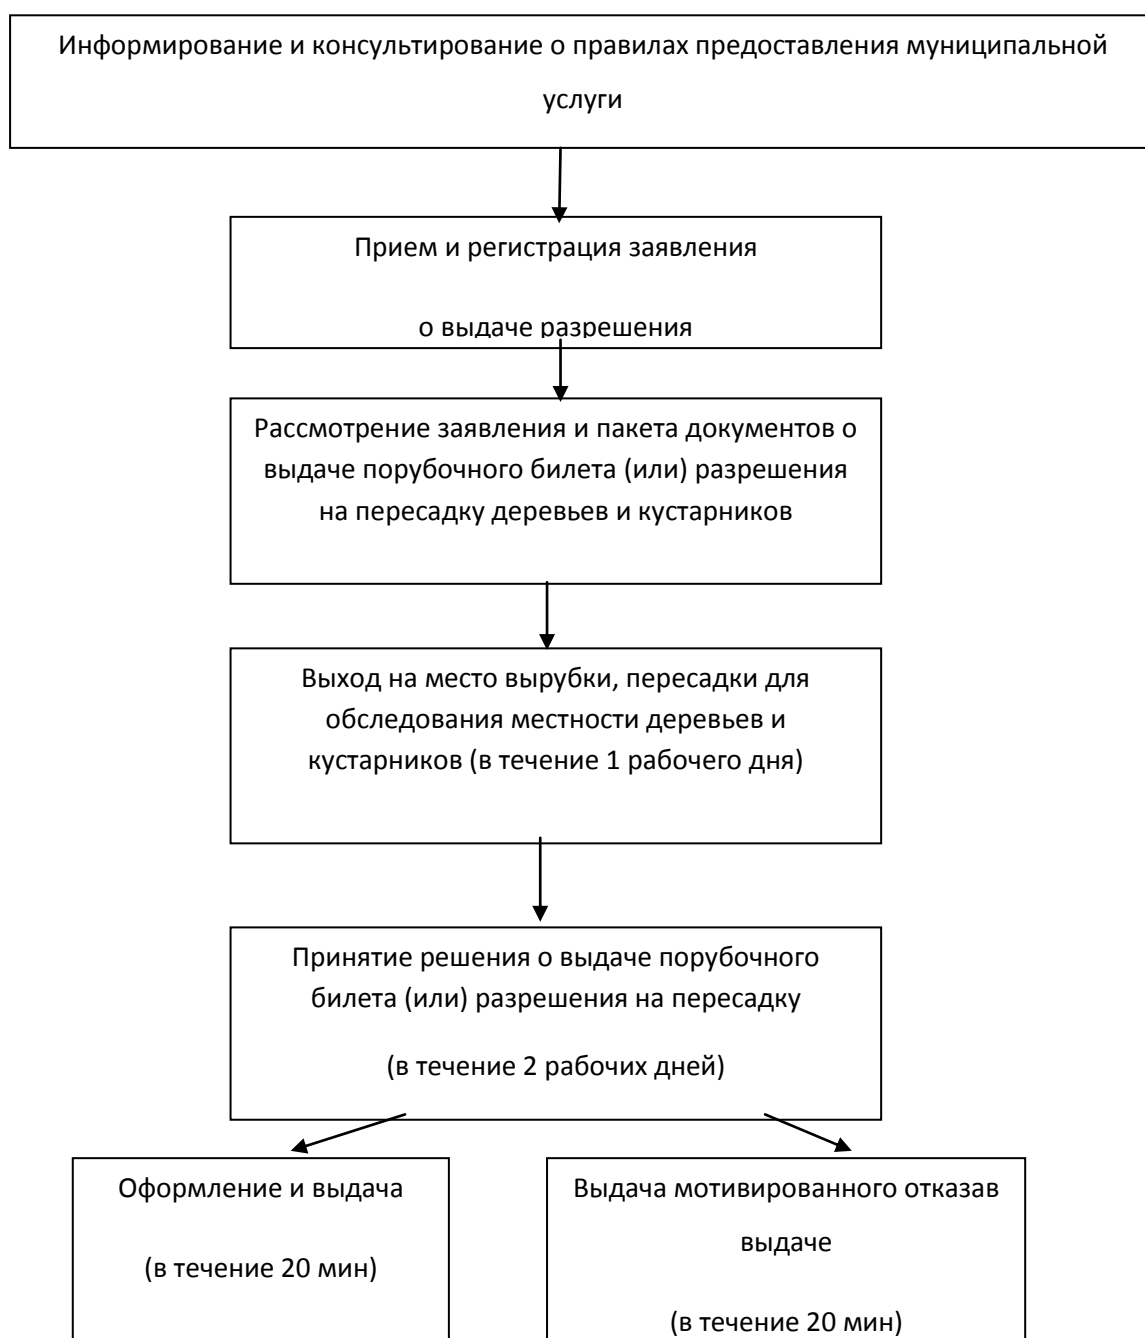 Информирование и консультирование о правилах предоставления муниципальной
услуги
Прием и регистрация заявления
о выдаче разрешения
Рассмотрение заявления и пакета документов о
выдаче порубочного билета (или) разрешения
на пересадку деревьев и кустарников
Выход на место вырубки, пересадки для
обследования местности деревьев и
кустарников (в течение 1 рабочего дня)
Принятие решения о выдаче порубочного
билета (или) разрешения на пересадку
(в течение 2 рабочих дней)
Оформление и выдача
(в течение 20 мин)
Выдача мотивированного отказав
выдаче
(в течение 20 мин)